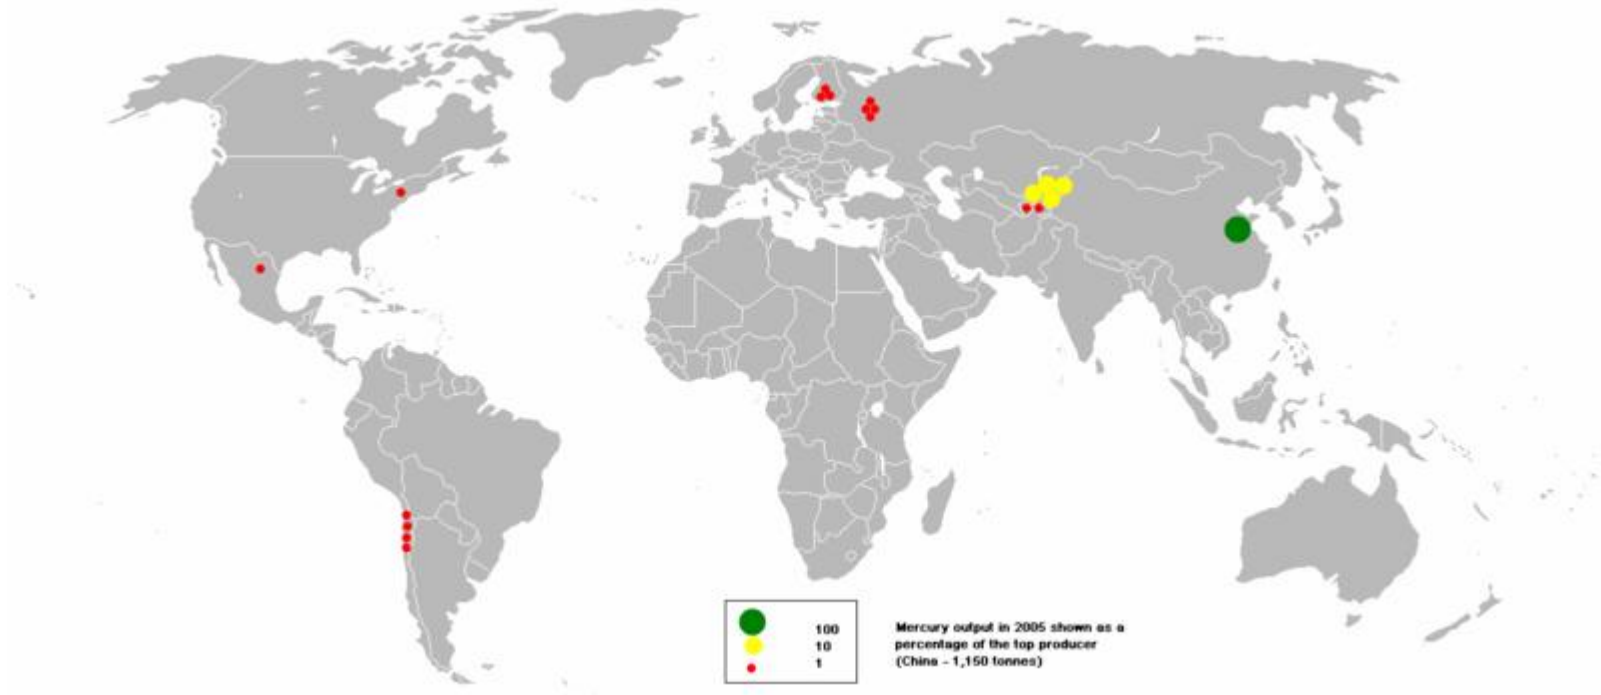 100
10
1
Mercury output in 2005 shown as a
percentage of the top producer
(China - 1,150 tonnes)